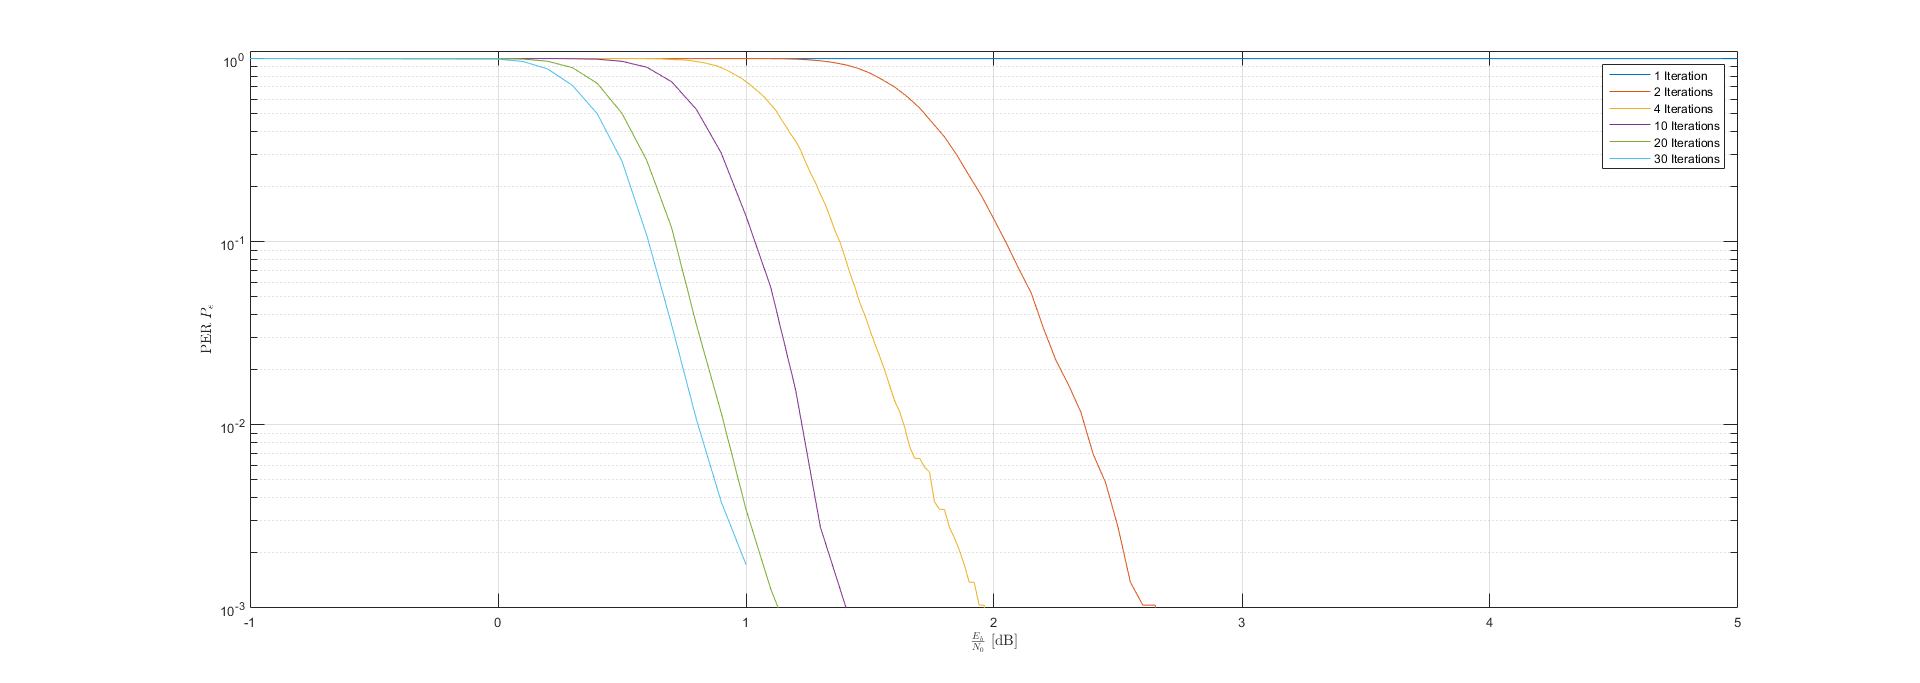 10^0
10^-1
10^-2
10^-3
PER P_e
-1 0 1 2 3 4 5
E_b/N_0 [dB]
1 Iteration
2 Iterations
4 Iterations
10 Iterations
20 Iterations
30 Iterations